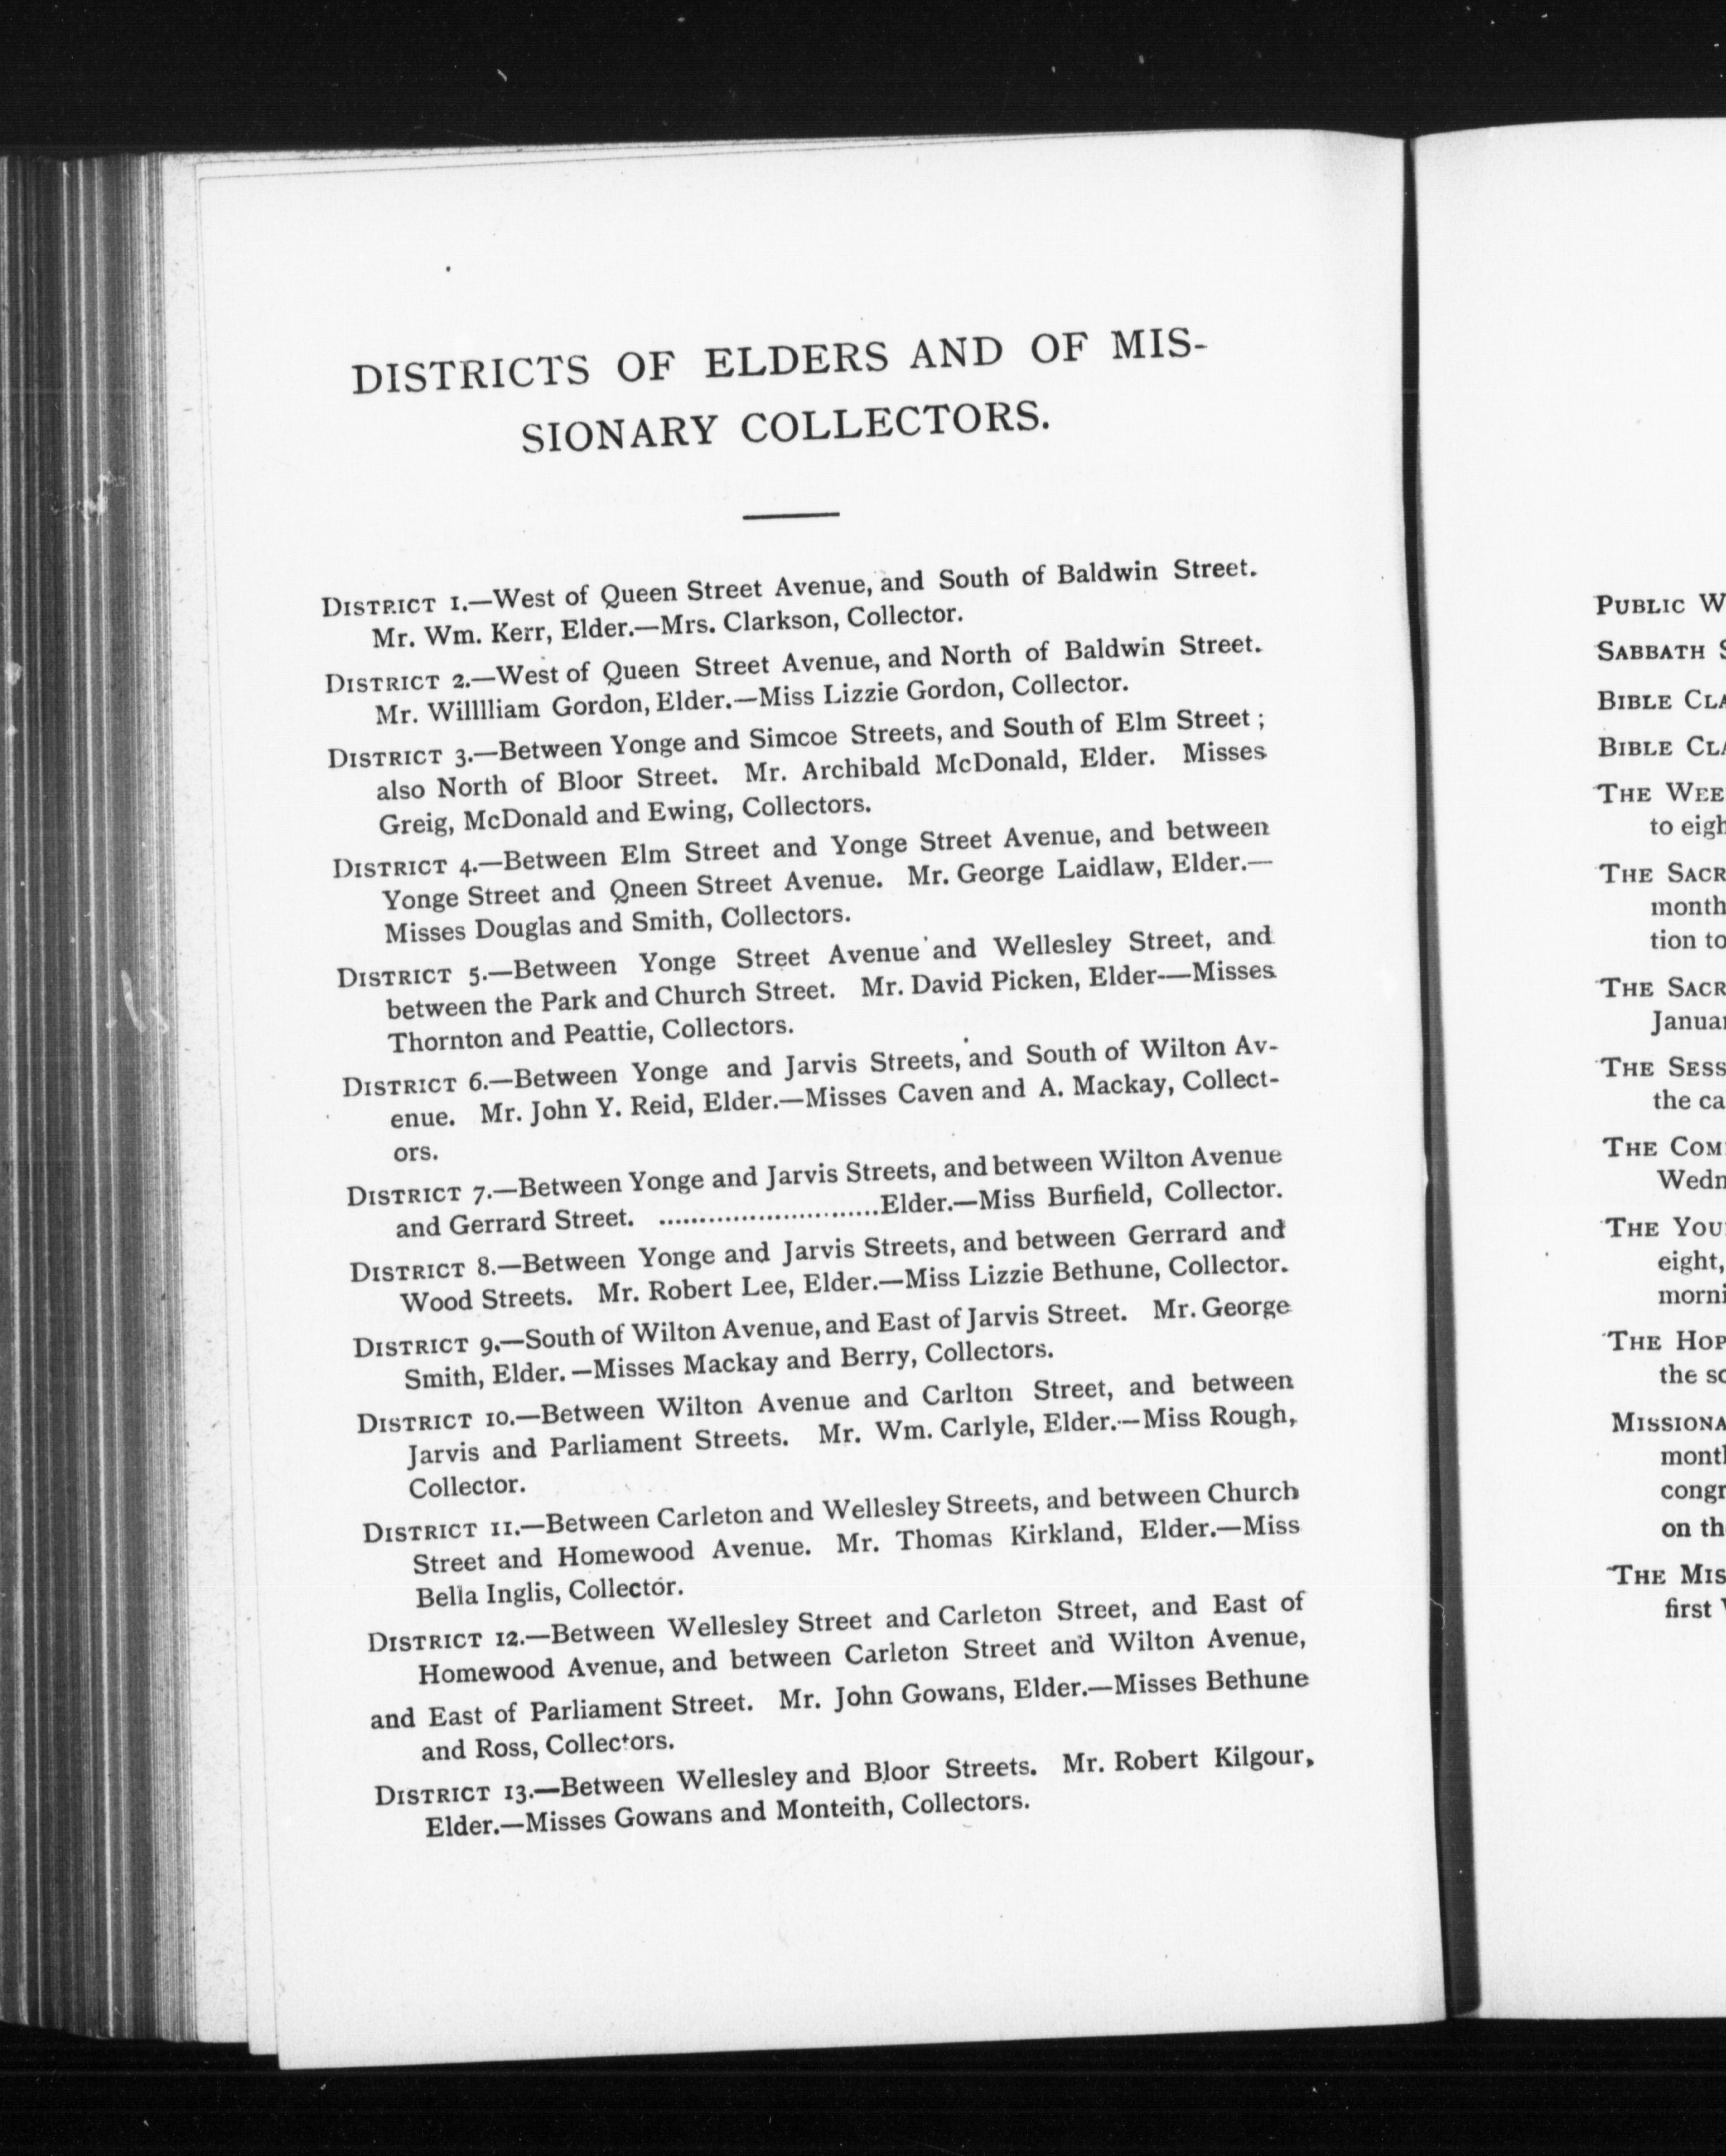 DISTRICTS OF ELDERS AND OF MIS-
SIONARY COLLECTORS.
DISTRICT 1.—West of Queen Street Avenue, and South of Baldwin Street.
Mr. Wm. Kerr, Elder.—Mrs. Clarkson, Collector.
DISTRICT 2.—West of Queen Street Avenue, and North of Baldwin Street.
Mr. Willlliam Gordon, Elder.—Miss Lizzie Gordon, Collector.
DISTRICT 3.—Between Yonge and Simcoe Streets, and South of Elm Street ;
also North of Bloor Street. Mr. Archibald McDonald, Elder. Misses
Greig, McDonald and Ewing, Collectors.
DISTRICT 4.—Between Elm Street and Yonge Street Avenue, and between
Yonge Street and Qneen Street Avenue. Mr. George Laidlaw, Elder.—
Misses Douglas and Smith, Collectors.
DISTRICT 5.—Between Yonge Street Avenue and Wellesley Street, and
between the Park and Church Street. Mr. David Picken, Elder—Misses
Thornton and Peattie, Collectors.
DISTRICT 6.—Between Yonge and Jarvis Streets, and South of Wilton Av-
enue. Mr. John Y. Reid, Elder.—Misses Caven and A. Mackay, Collect-
ors.
DISTRICT 7.—Between Yonge and Jarvis Streets, and between Wilton Avenue
and Gerrard Street. ...........................Elder.—Miss Burfield, Collector.
DISTRICT 8.—Between Yonge and Jarvis Streets, and between Gerrard and
Wood Streets. Mr. Robert Lee, Elder.—Miss Lizzie Bethune, Collector.
DISTRICT 9.—South of Wilton Avenue, and East of Jarvis Street. Mr. George
Smith, Elder.—Misses Mackay and Berry, Collectors.
DISTRICT 10.—Between Wilton Avenue and Carlton Street, and between
Jarvis and Parliament Streets. Mr. Wm. Carlyle, Elder.—Miss Rough,
Collector.
DISTRICT 11.—Between Carleton and Wellesley Streets, and between Church
Street and Homewood Avenue. Mr. Thomas Kirkland, Elder.—Miss
Bella Inglis, Collector.
DISTRICT 12.—Between Wellesley Street and Carleton Street, and East of
Homewood Avenue, and between Carleton Street and Wilton Avenue,
and East of Parliament Street. Mr. John Gowans, Elder.—Misses Bethune
and Ross, Collectors.
DISTRICT 13.—Between Wellesley and Bloor Streets. Mr. Robert Kilgour,
Elder.—Misses Gowans and Monteith, Collectors.
PUBLIC W
SABBATH S
BIBLE CLA
BIBLE CLA
THE WEE
to eigh
THE SACR
month
tion to
THE SACR
Januar
THE SESS
the ca
THE COM
Wedn
THE YOU
eight,
morni
THE HOP
the sc
MISSIONA
montl
congr
on th
THE MIS
first